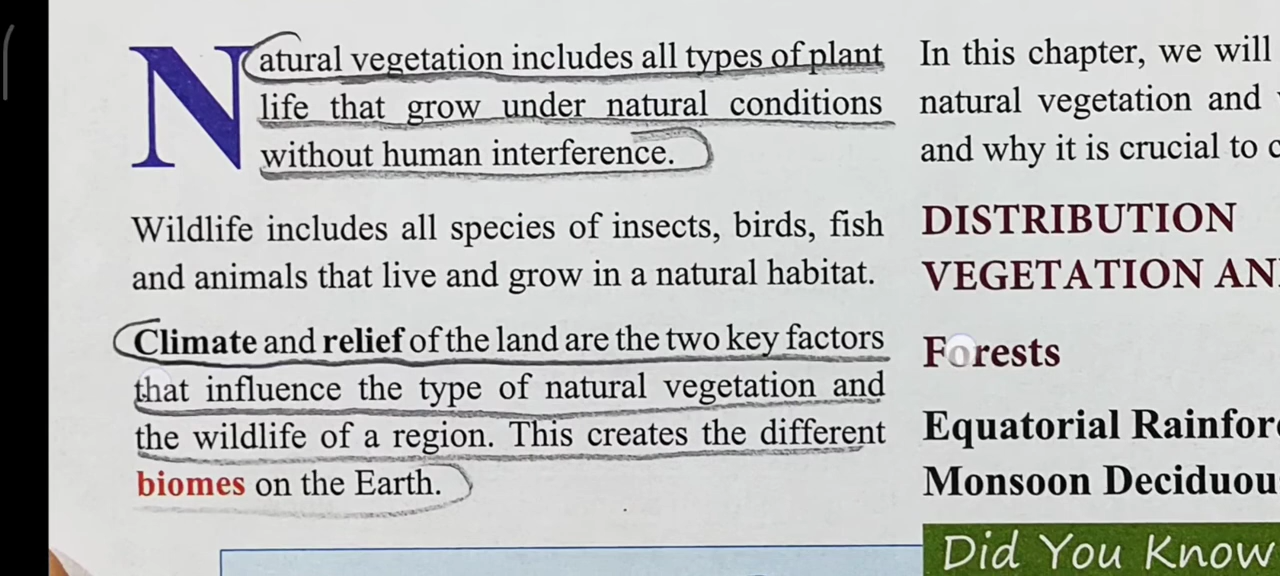 Natural vegetation includes all types of plant
life that grow under natural conditions
without human interference.
Wildlife includes all species of insects, birds, fish
and animals that live and grow in a natural habitat.
Climate and relief of the land are the two key factors
that influence the type of natural vegetation and
the wildlife of a region. This creates the different
biomes on the Earth.
In this chapter, we will
natural vegetation and
and why it is crucial to
DISTRIBUTION
VEGETATION
Forests
Equatorial
Monsoon
Did You Know